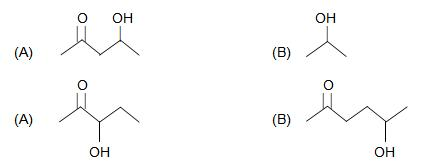 O OH OH
(A) (B)
O O
(A) (B)
OH OH